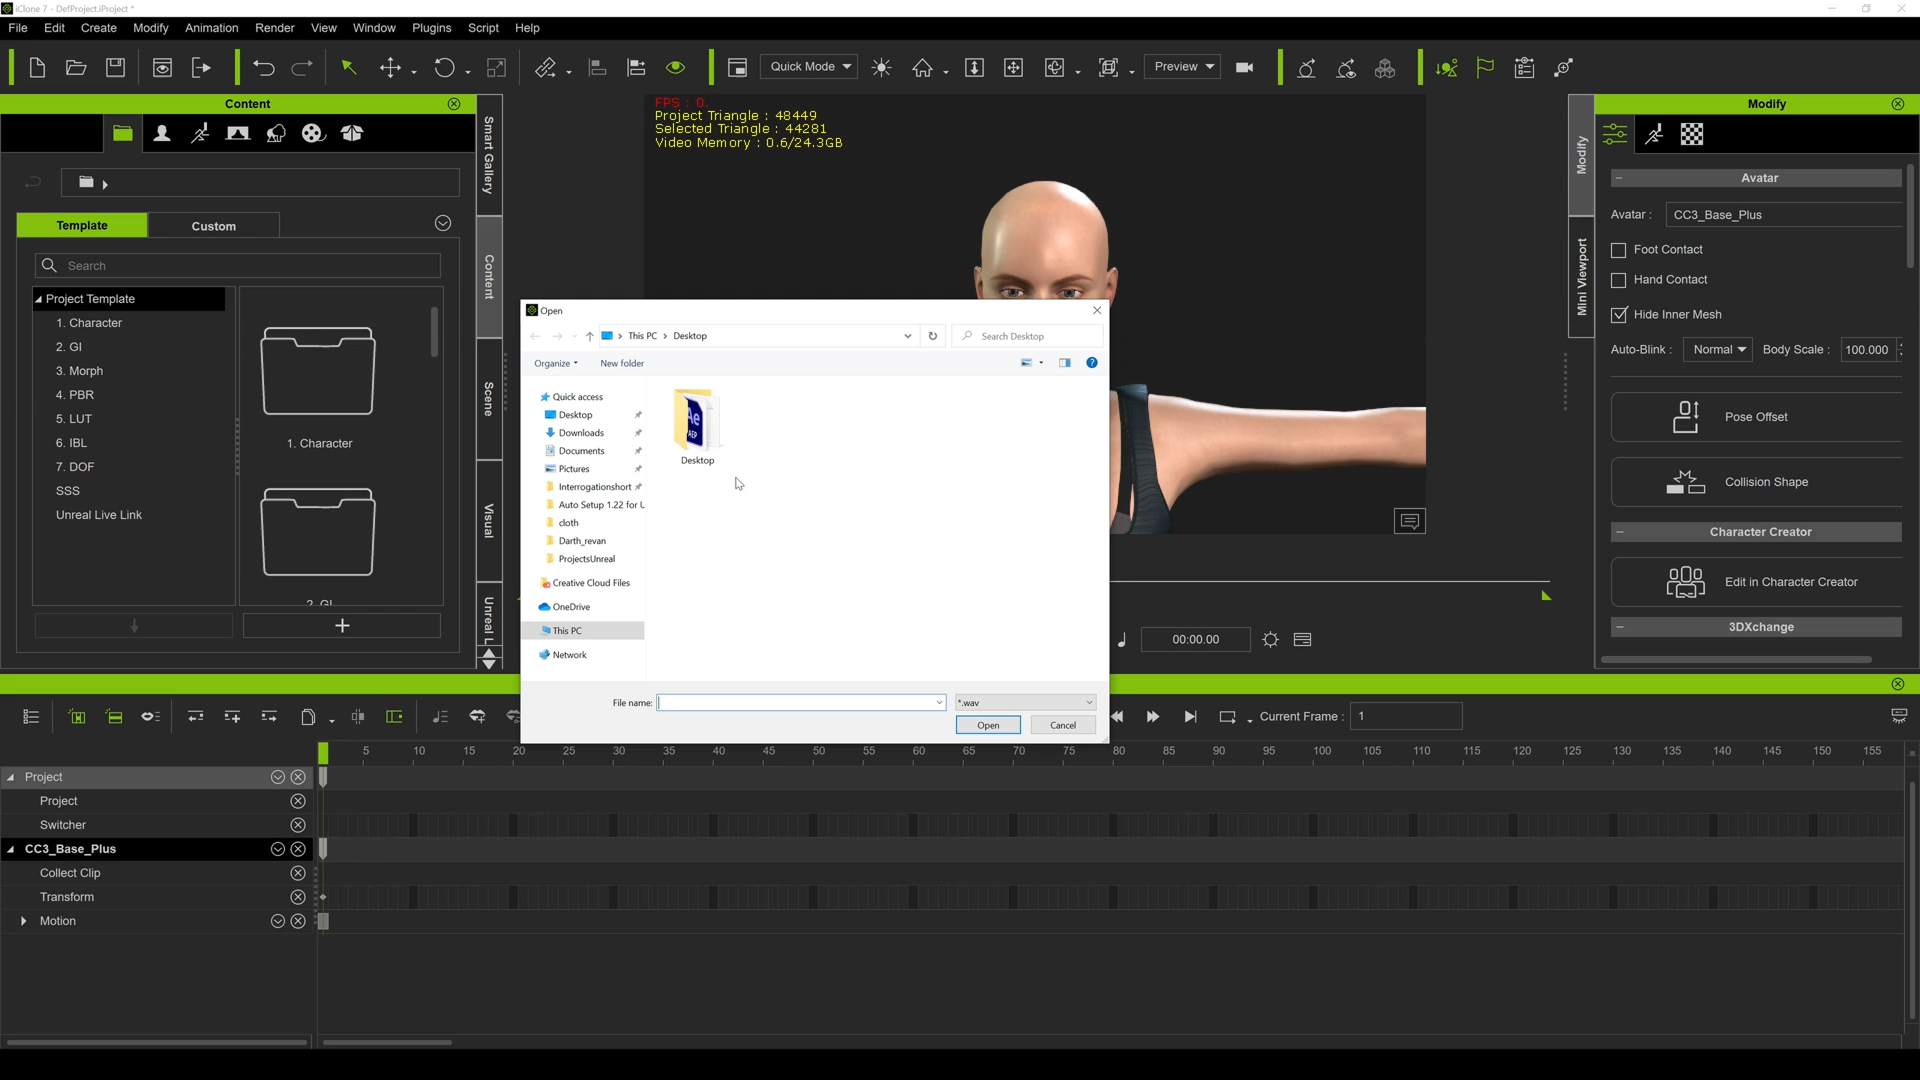 iClone 7 - DefProject.iProject *
File Edit Create Modify Animation Render View Window Plugins Script Help
Quick Mode
Preview
Content
Template
Custom
Search
Project Template
1. Character
2. GI
3. Morph
4. PBR
5. LUT
6. IBL
7. DOF
SSS
Unreal Live Link
1. Character
2. GI
Smart Gallery
Content
Scene
Visual
Unreal L
FPS : 0.
Project Triangle : 48449
Selected Triangle : 44281
Video Memory : 0.6/24.3GB
Open
This PC > Desktop
Search Desktop
Organize
New folder
Quick access
Desktop
Downloads
Documents
Pictures
Interrogationshort
Auto Setup 1.22 for U
cloth
Darth_revan
ProjectsUnreal
Creative Cloud Files
OneDrive
This PC
Network
Ae
AEP
Desktop
File name:
*.wav
Open
Cancel
Modify
Mini Viewport
Modify
Avatar
Avatar : CC3_Base_Plus
Foot Contact
Hand Contact
Hide Inner Mesh
Auto-Blink : Normal Body Scale : 100.000
Pose Offset
Collision Shape
Character Creator
Edit in Character Creator
3DXchange
00:00.00
Current Frame : 1
5 10 15 20 25 30 35 40 45 50 55 60 65 70 75 80 85 90 95 100 105 110 115 120 125 130 135 140 145 150 155
Project
Project
Switcher
CC3_Base_Plus
Collect Clip
Transform
Motion